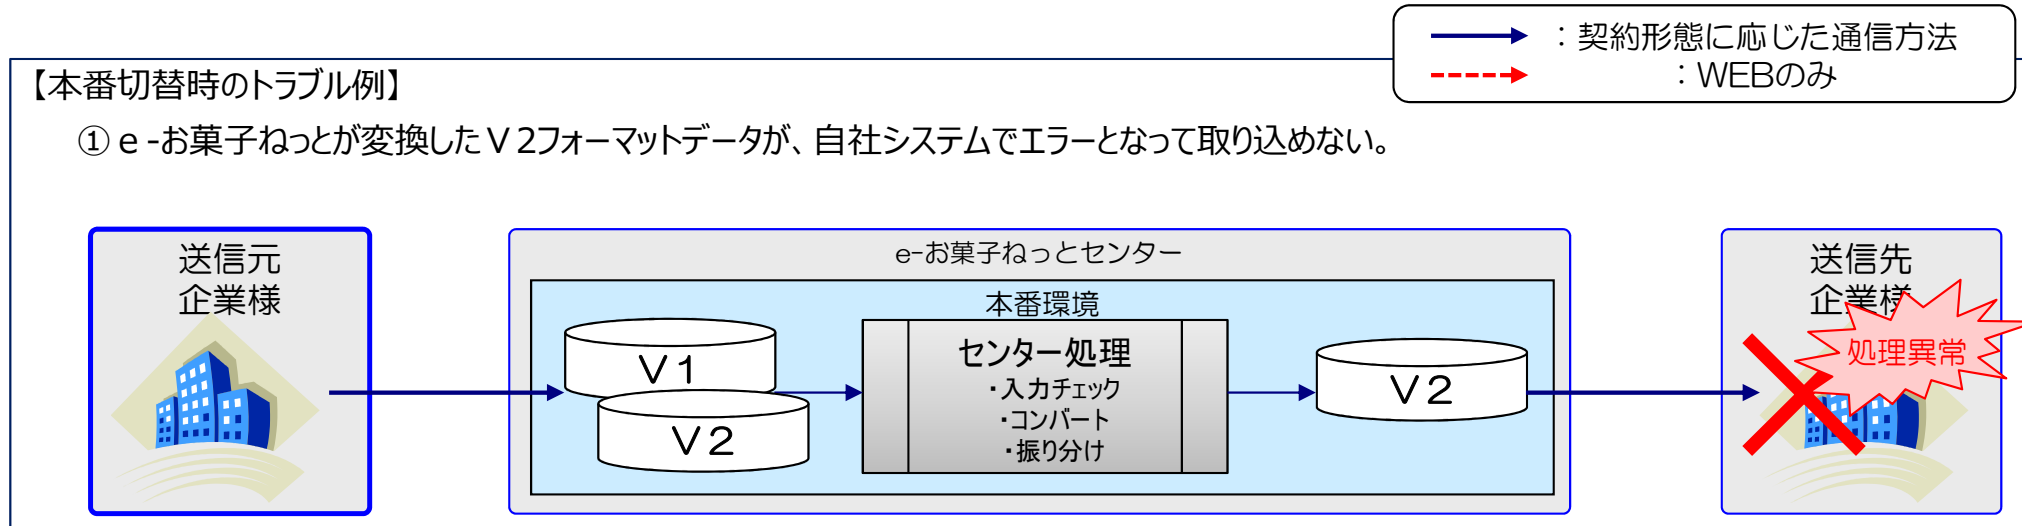 ：契約形態に応じた通信方法
：WEBのみ
【本番切替時のトラブル例】
①ｅ-お菓子ねっとが変換したＶ2フォーマットデータが、自社システムでエラーとなって取り込めない。
送信元
企業様
e-お菓子ねっとセンター
本番環境
V1
V2
センター処理
・入力チェック
・コンバート
・振り分け
V2
送信先
企業様
処理異常